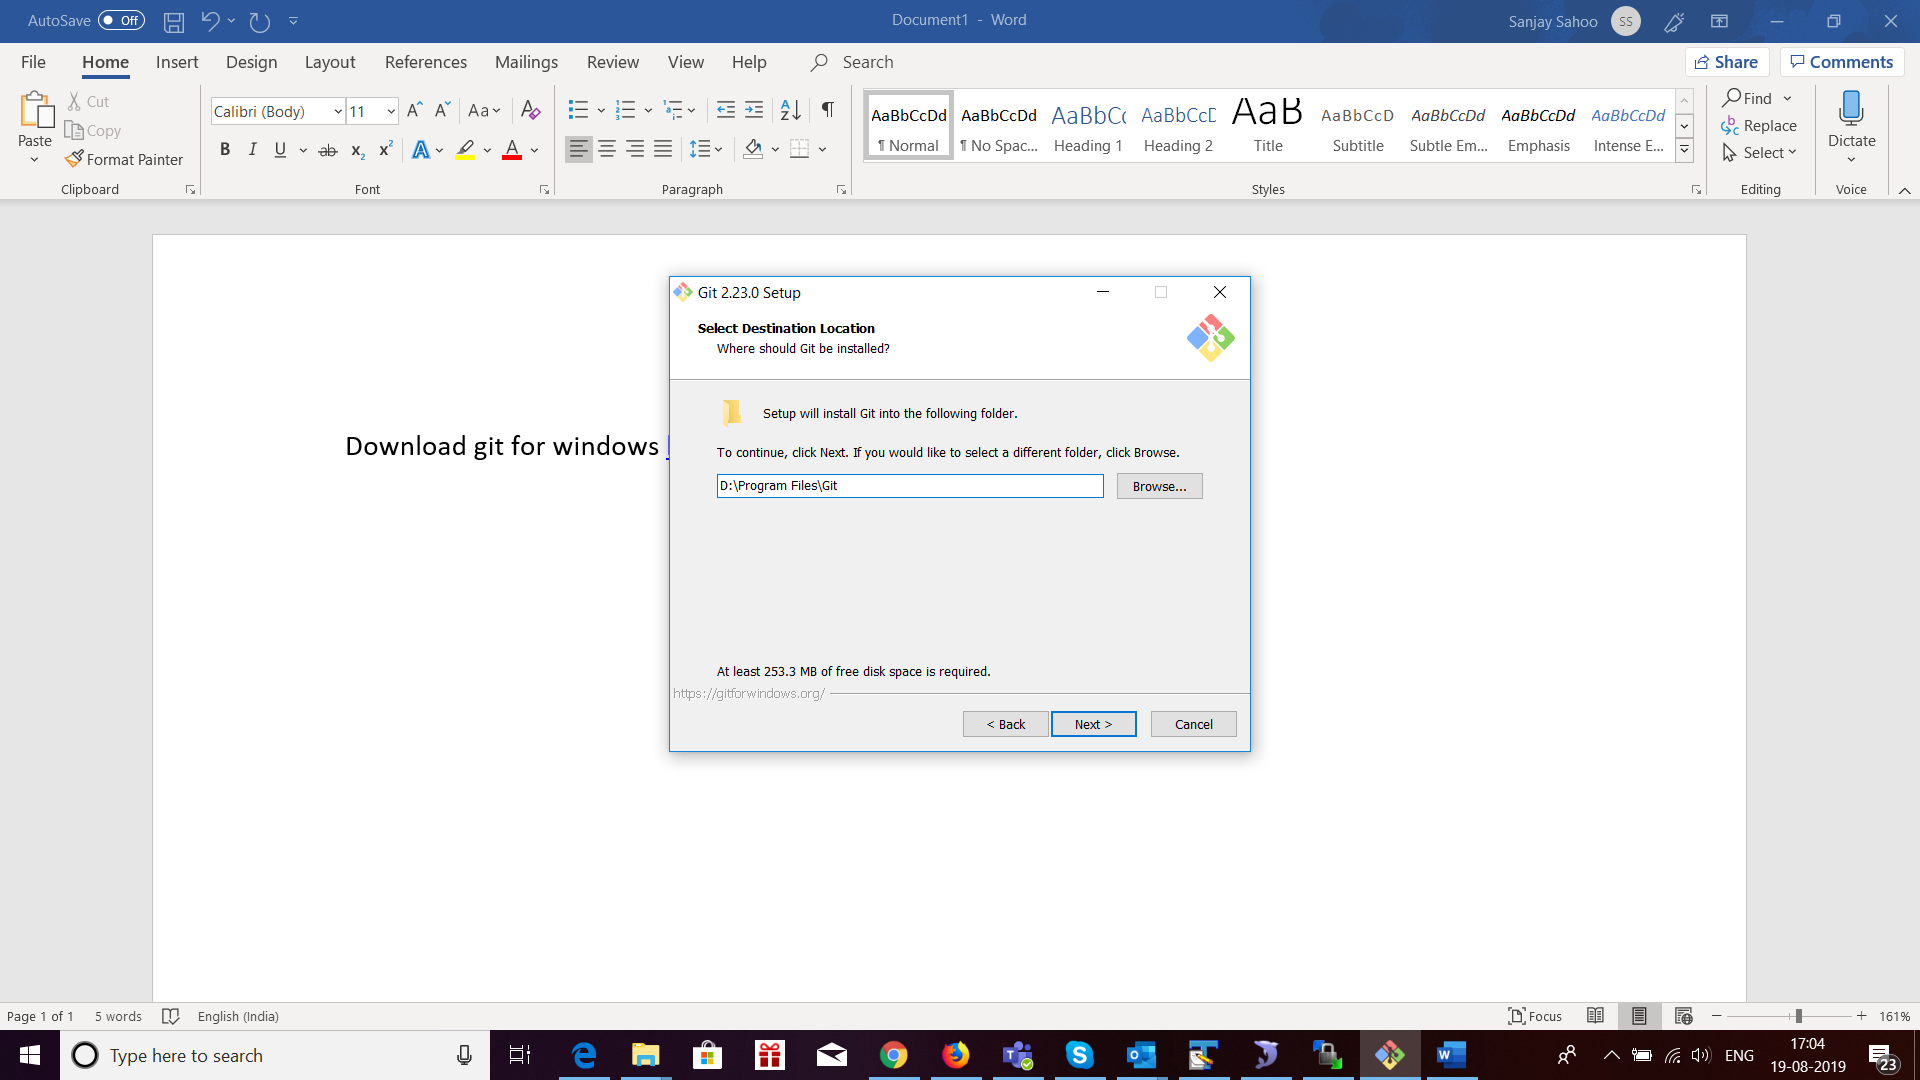 AutoSave Off
Document1 - Word
Sanjay Sahoo SS
File Home Insert Design Layout References Mailings Review View Help Search
Share Comments
Paste
Cut
Copy
Format Painter
Clipboard
Calibri (Body) 11
Aa
B I U ab x₂ x² A A
Font
Paragraph
AaBbCcDd AaBbCcDd AaBbCc AaBbCcD AaB AaBbCcD AaBbCcDd AaBbCcDd AaBbCcDd
¶ Normal ¶ No Spac... Heading 1 Heading 2 Title Subtitle Subtle Em... Emphasis Intense E...
Styles
Find
Replace
Select
Editing
Dictate
Voice
Download git for windows
Git 2.23.0 Setup
Select Destination Location
Where should Git be installed?
Setup will install Git into the following folder.
To continue, click Next. If you would like to select a different folder, click Browse.
D:\Program Files\Git
Browse...
At least 253.3 MB of free disk space is required.
https://gitforwindows.org/
< Back Next > Cancel
Page 1 of 1 5 words English (India)
Focus 161%
Type here to search
ENG
17:04
19-08-2019
23